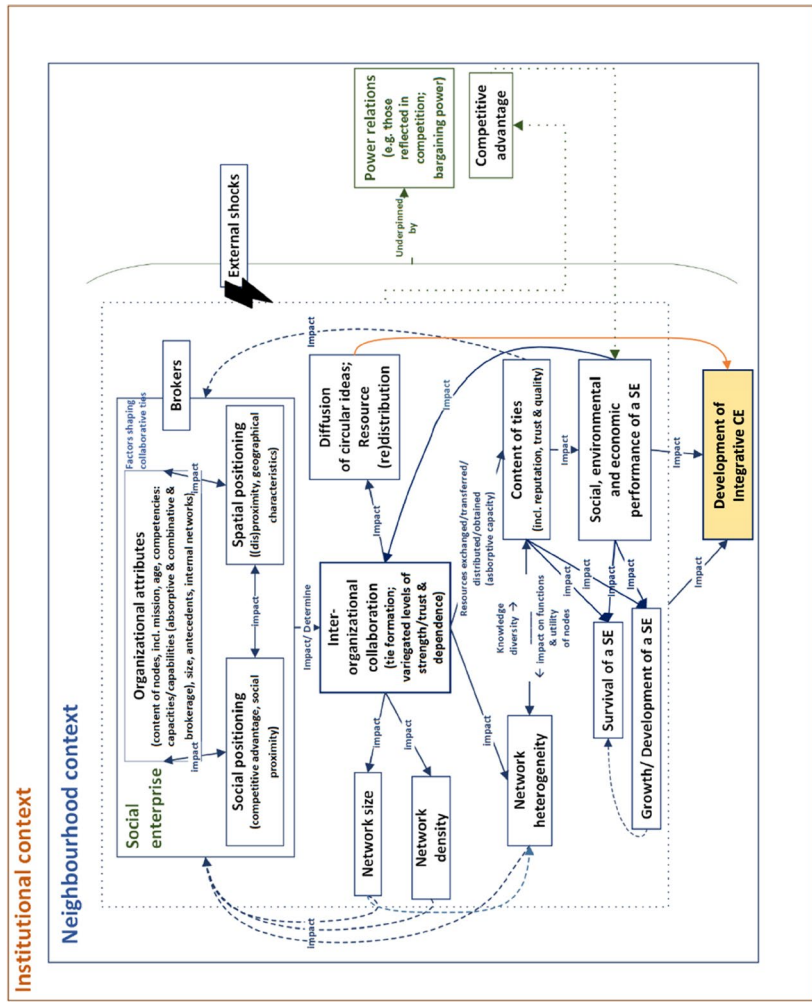 Institutional context
Neighbourhood context
External shocks
Social
enterprise
Brokers
Factors shaping
collaborative ties
Organizational attributes
(content of nodes, incl. mission, age, competencies:
capacities/capabilities (absorptive & combinative &
brokerage), size, antecedents, internal networks)
Impact
Impact
Social positioning
(competitive advantage, social
proximity)
Impact
Spatial positioning
((dis)proximity, geographical
characteristics)
Impact
Impact/ Determine
Impact
Network size
Network
density
Impact
Impact
Inter-
organizational
collaboration
(tie formation;
variegated levels of
strength/trust &
dependence)
Impact
Diffusion
of circular ideas;
Resource
(re)distribution
Underpinned
by
Power relations
(e.g. those
reflected in
competition;
bargaining power)
Competitive
advantage
Impact
Resources exchanged/transferred/
distributed/obtained
(asborptive capacity)
Impact
Network
heterogeneity
Knowledge
diversity →
← impact on functions
& utility
of nodes
Content of ties
(incl. reputation, trust & quality)
Impact
Impact
Impact
Social, environmental
and economic
performance of a SE
Impact
Impact
Survival of a SE
Growth/ Development of a SE
Impact
Impact
Development of
Integrative CE